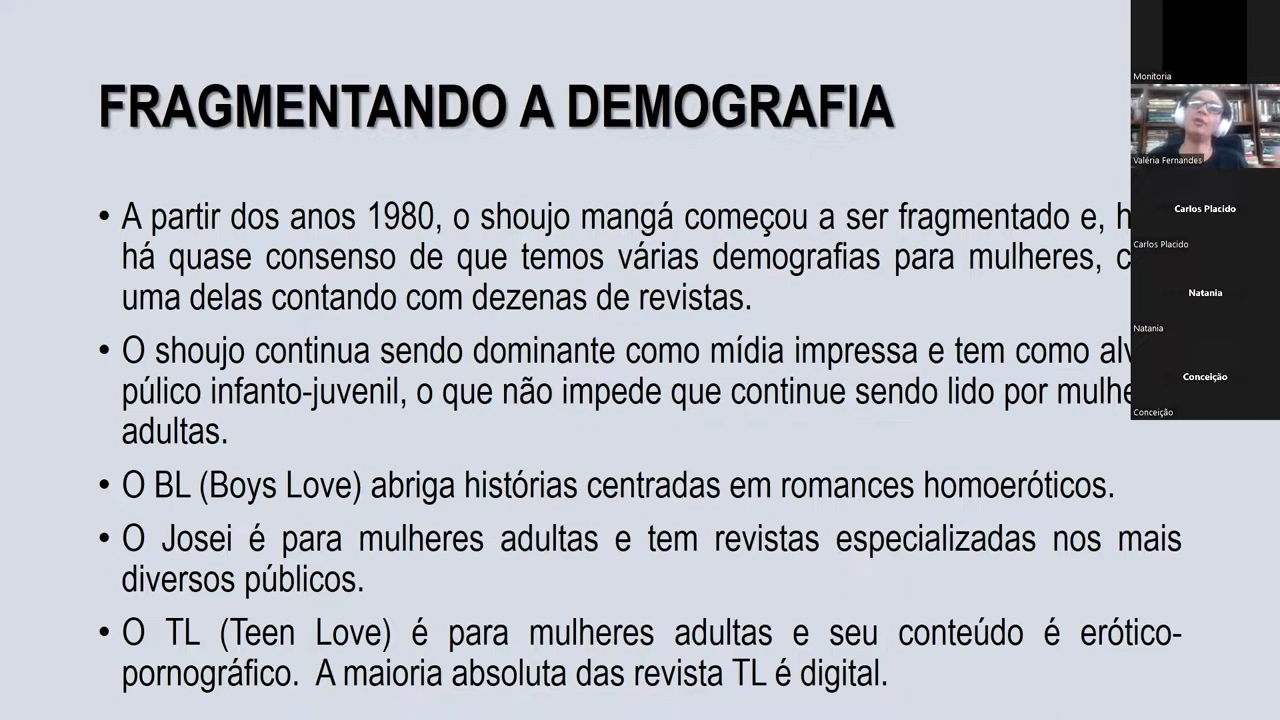 FRAGMENTANDO A DEMOGRAFIA
• A partir dos anos 1980, o shoujo mangá começou a ser fragmentado e,
há quase consenso de que temos várias demografias para mulheres,
uma delas contando com dezenas de revistas.
• O shoujo continua sendo dominante como mídia impressa e tem como
púlico infanto-juvenil, o que não impede que continue sendo lido por
adultas.
• O BL (Boys Love) abriga histórias centradas em romances homoeróticos.
• O Josei é para mulheres adultas e tem revistas especializadas nos mais
diversos públicos.
• O TL (Teen Love) é para mulheres adultas e seu conteúdo é erótico-
pornográfico. A maioria absoluta das revista TL é digital.
Monitoria
Valéria Fernandes
Carlos Placido
Carlos Placido
Natania
Natania
Conceição
Conceição